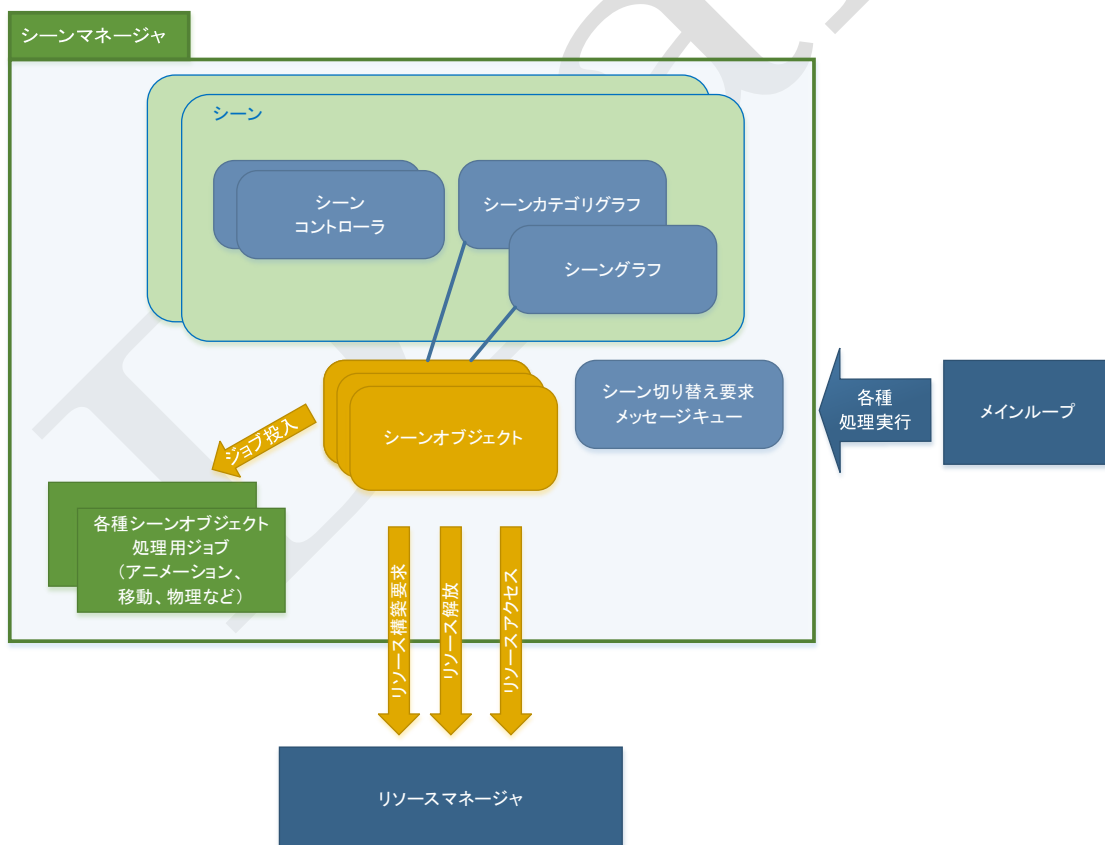 シーンマネージャ
シーン
シーン
コントローラ
シーンカテゴリグラフ
シーングラフ
シーンオブジェクト
シーン切り替え要求
メッセージキュー
各種
処理実行
メインループ
ジョブ投入
各種シーンオブジェクト
処理用ジョブ
(アニメーション、
移動、物理など)
リソース構築要求
リソース解放
リソースアクセス
リソースマネージャ